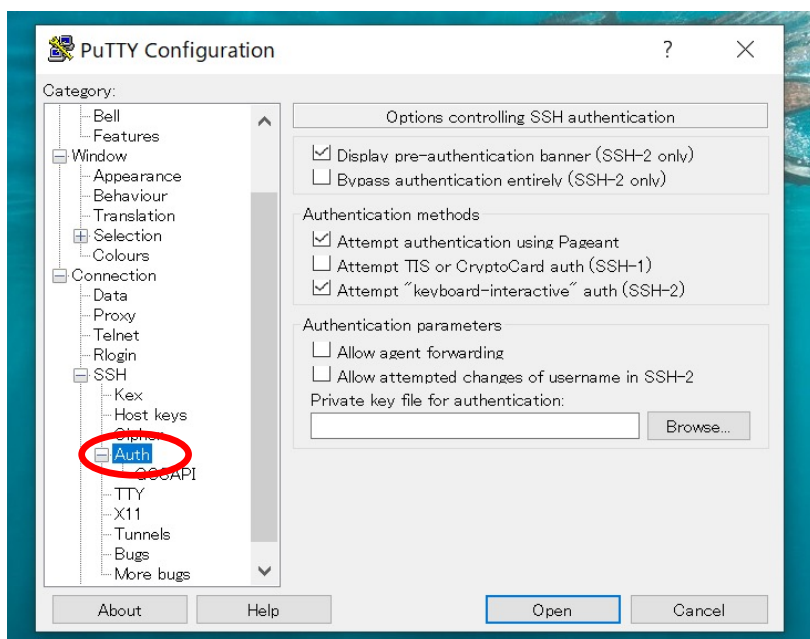 PuTTY Configuration
?
Category:
Bell
Features
Window
Appearance
Behaviour
Translation
Selection
Colours
Connection
Data
Proxy
Telnet
Rlogin
SSH
Kex
Host keys
Cipher
Auth
GSSAPI
TTY
X11
Tunnels
Bugs
More bugs
Options controlling SSH authentication
Display pre-authentication banner (SSH-2 only)
Bypass authentication entirely (SSH-2 only)
Authentication methods
Attempt authentication using Pageant
Attempt TIS or CryptoCard auth (SSH-1)
Attempt "keyboard-interactive" auth (SSH-2)
Authentication parameters
Allow agent forwarding
Allow attempted changes of username in SSH-2
Private key file for authentication:
Browse...
About
Help
Open
Cancel